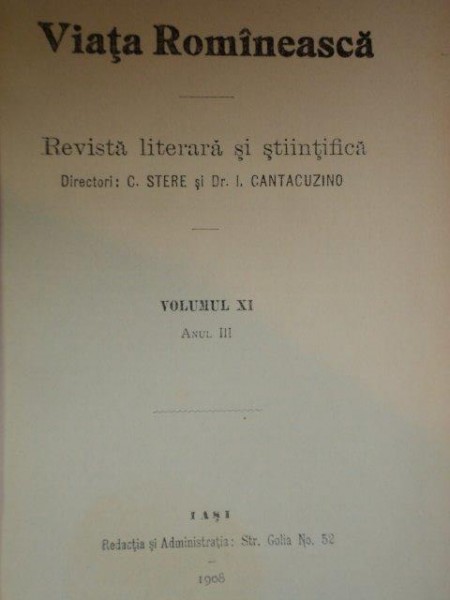 Viaţa Romînească
Revistă literară şi ştiinţifică
Directori: C. STERE şi Dr. I. CANTACUZINO
VOLUMUL XI
ANUL III
IAŞI
Redacţia şi Administraţia: Str. Golia No. 52
1908